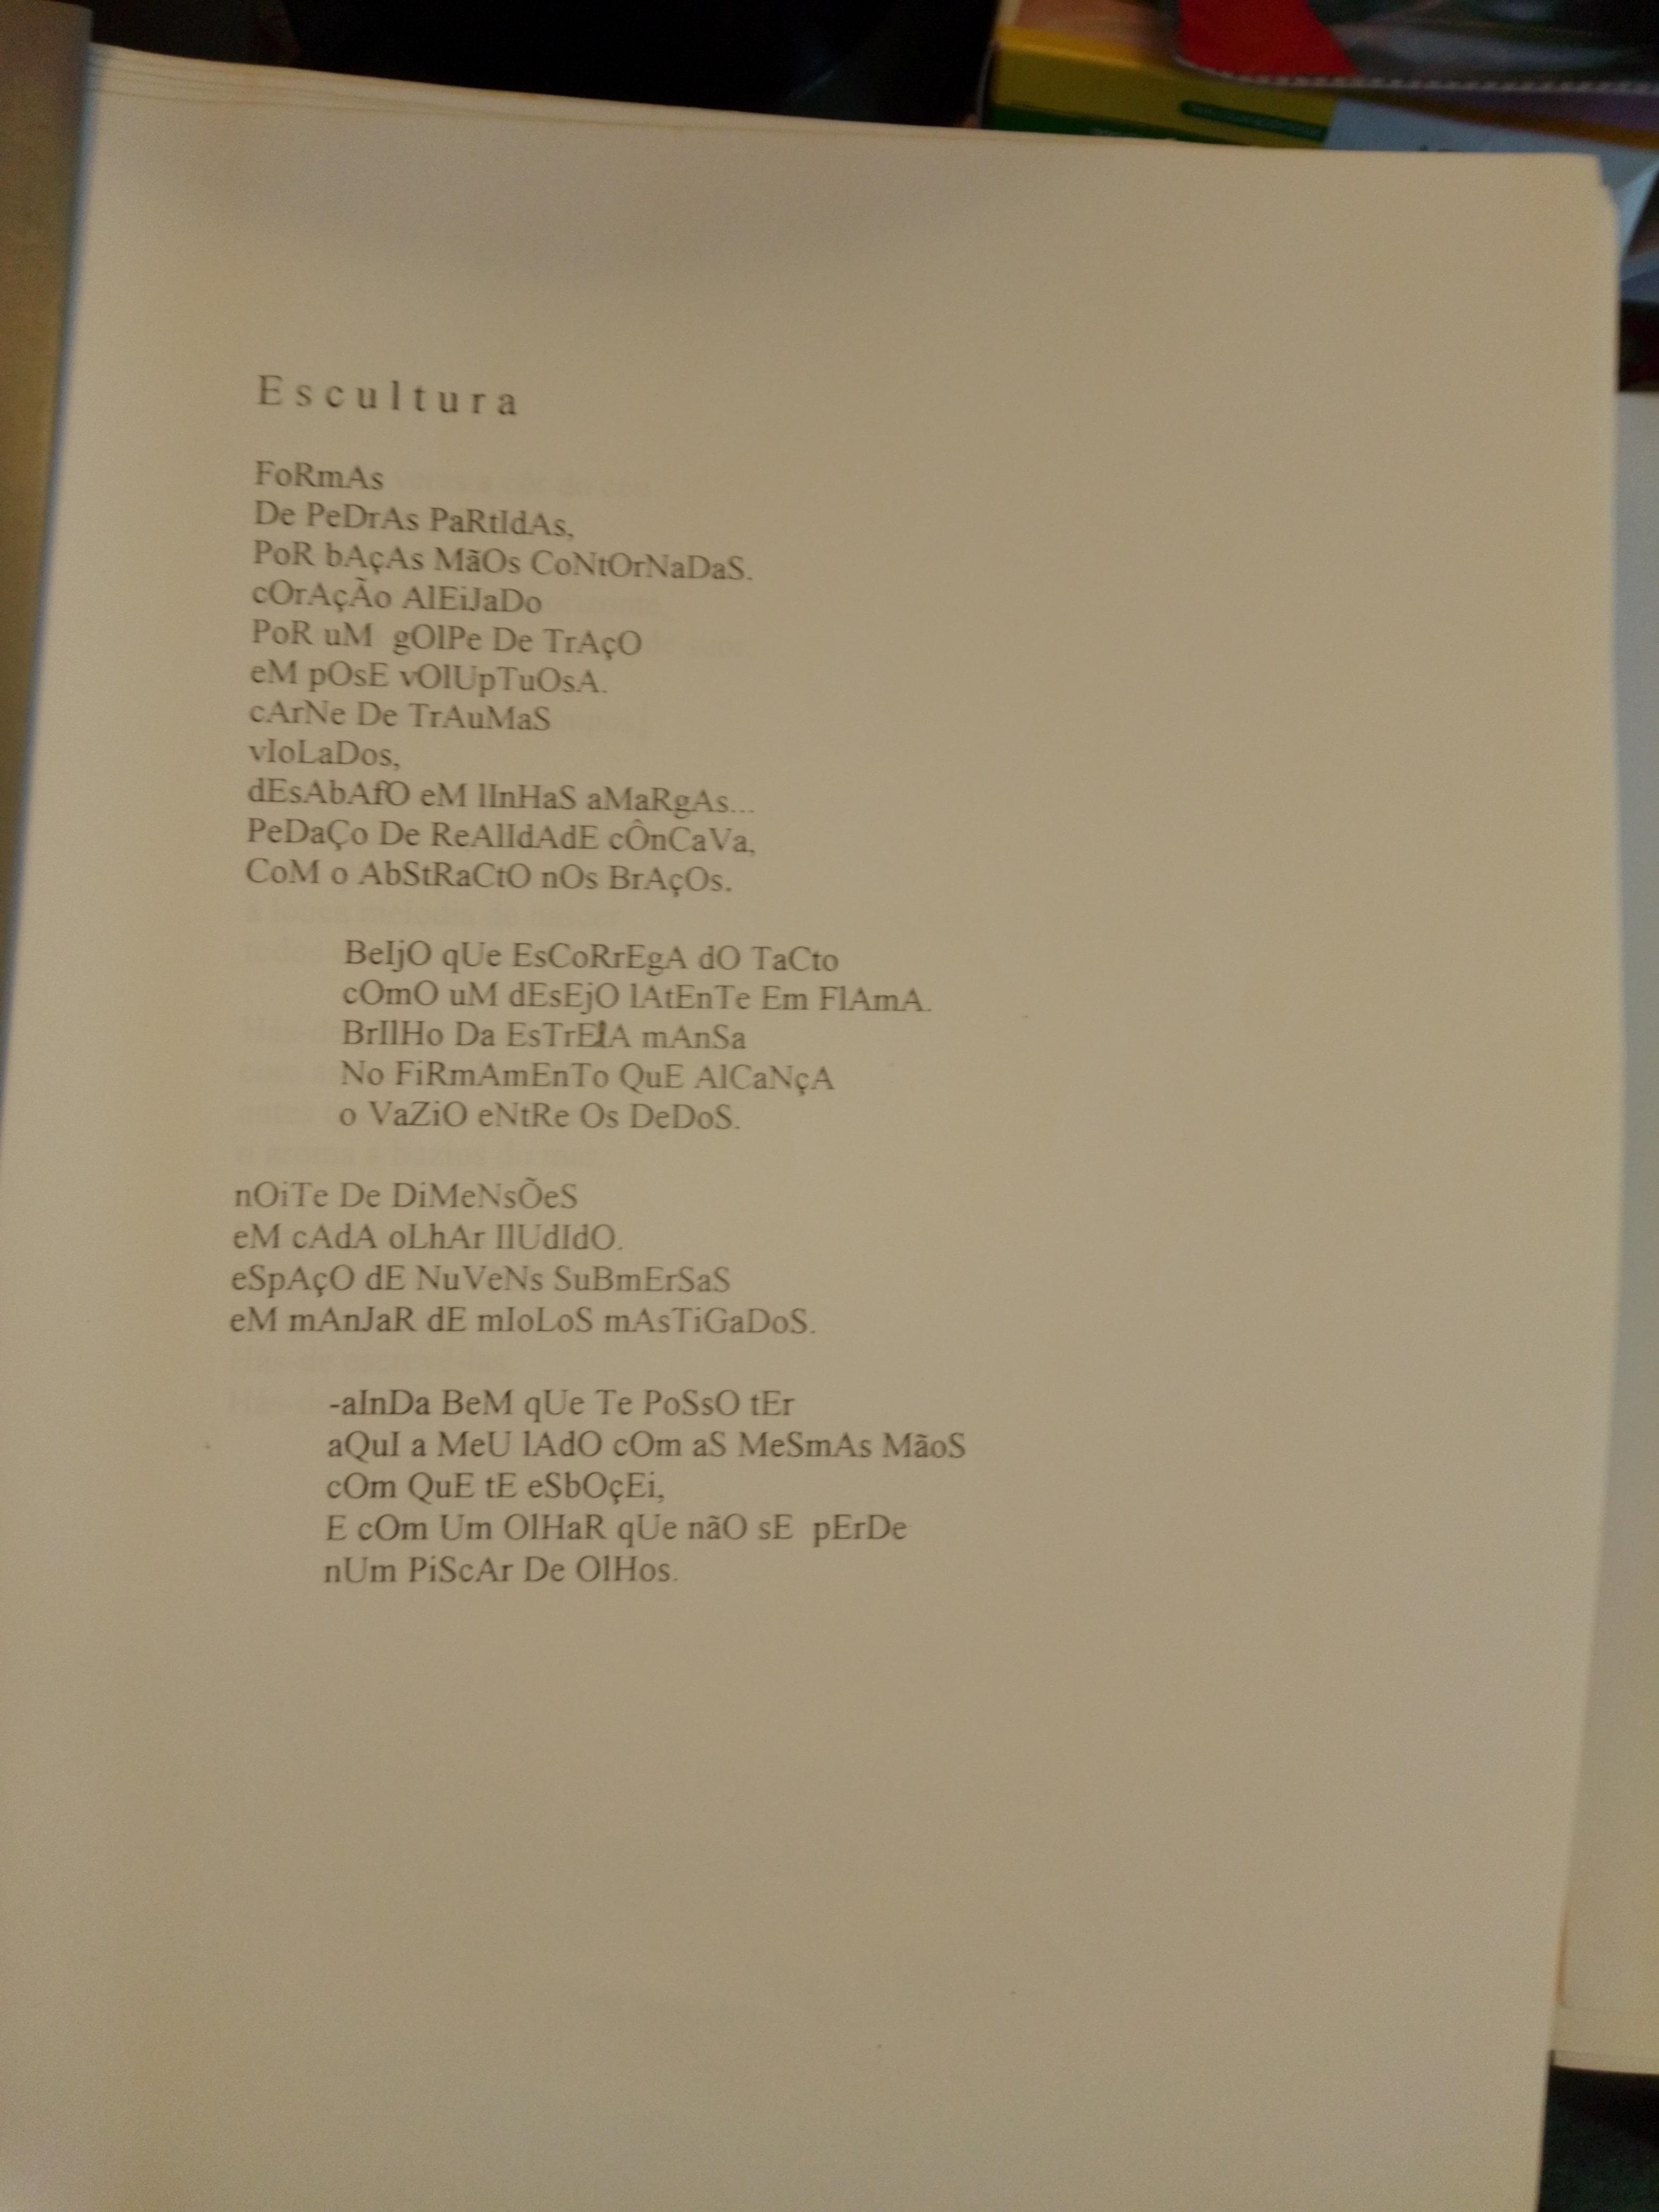 Escultura
FoRmAs
De PeDrAs PaRtIdAs,
PoR bAçAs MãOs CoNtOrNaDaS.
cOrAçÃo AlEiJaDo
PoR uM gOlPe De TrAçO
eM pOsE vOlUpTuOsA.
cArNe De TrAuMaS
vIoLaDos,
dEsAbAfO eM lInHaS aMaRgAs...
PeDaÇo De ReAlIdAdE cÔnCaVa,
CoM o AbStRaCtO nOs BrAçOs.
BeIjO qUe EsCoRrEgA dO TaCto
cOmO uM dEsEjO lAtEnTe Em FlAmA.
BrIlHo Da EsTrElA mAnSa
No FiRmAmEnTo QuE AlCaNçA
o VaZiO eNtRe Os DeDoS.
nOiTe De DiMeNsÕeS
eM cAdA oLhAr IlUdIdO.
eSpAçO dE NuVeNs SuBmErSaS
eM mAnJaR dE mIoLoS mAsTiGaDoS.
-aInDa BeM qUe Te PoSsO tEr
aQuI a MeU lAdO cOm aS MeSmAs MãoS
cOm QuE tE eSbOçEi,
E cOm Um OlHaR qUe nãO sE pErDe
nUm PiScAr De OlHos.